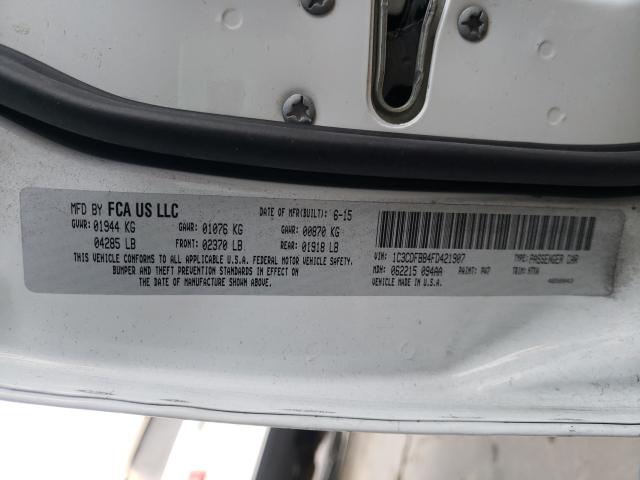 MFD BY FCA US LLC DATE OF MFR(BUILT): 6-15
GVWR: 01944 KG GAWR: 01076 KG GAWR: 00870 KG
04285 LB FRONT: 02370 LB REAR: 01918 LB
THIS VEHICLE CONFORMS TO ALL APPLICABLE U.S.A. FEDERAL MOTOR VEHICLE SAFETY,
BUMPER AND THEFT PREVENTION STANDARDS IN EFFECT ON
THE DATE OF MANUFACTURE SHOWN ABOVE.
VIN: 1C3CDFBB4FD421907 TYPE: PASSENGER CAR
MDH: 062215 094AA PAINT: PW7 TRIM:
VEHICLE MADE IN U.S.A.